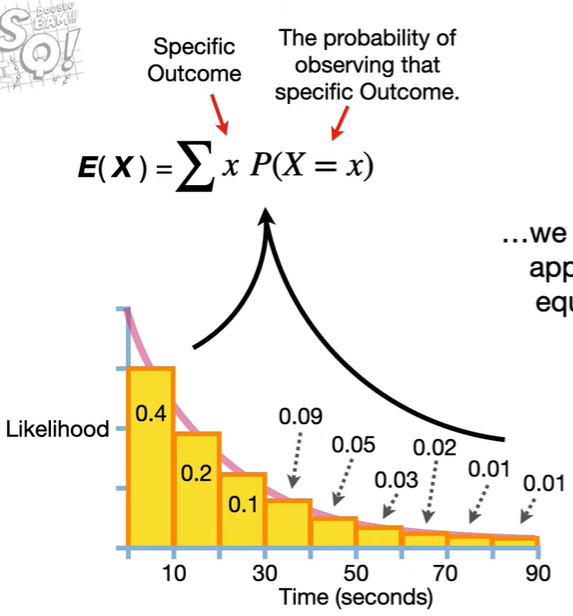 DOUBLE
BAM!!!
SQ!
Specific
Outcome
The probability of
observing that
specific Outcome.
E(X) = ∑ x P(X = x)
...we
app
equ
Likelihood
0.4
0.2
0.1
0.09
0.05
0.03
0.02
0.01
0.01
10
30
50
70
90
Time (seconds)